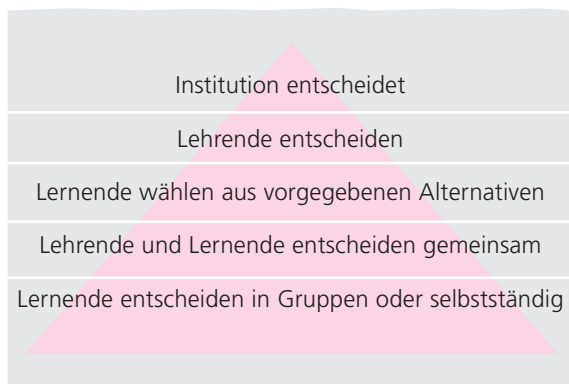 Institution entscheidet
Lehrende entscheiden
Lernende wählen aus vorgegebenen Alternativen
Lehrende und Lernende entscheiden gemeinsam
Lernende entscheiden in Gruppen oder selbstständig